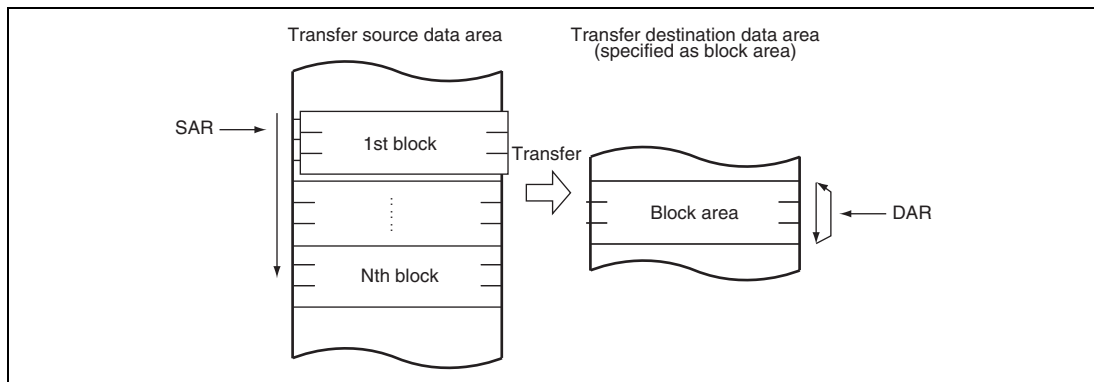 Transfer source data area
Transfer destination data area
(specified as block area)
SAR
1st block
Transfer
Block area
DAR
Nth block